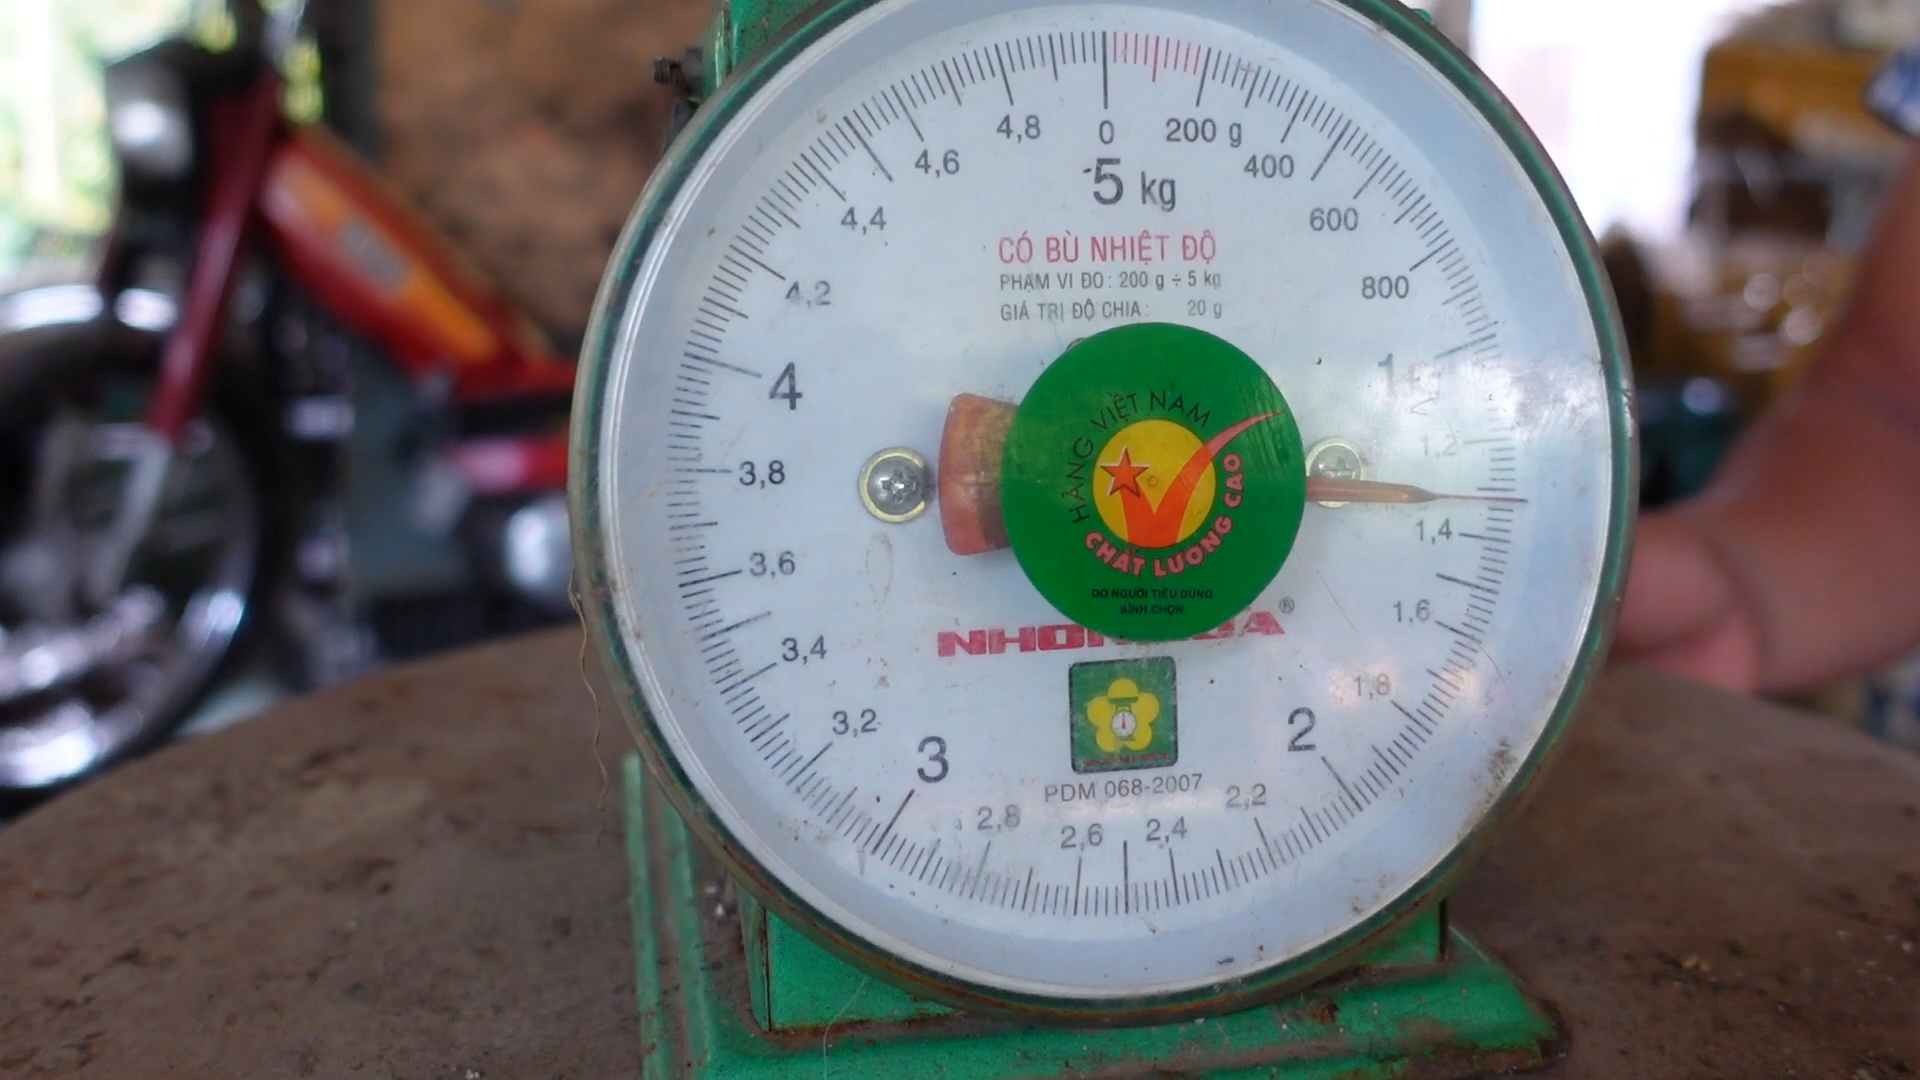 0
200 g
400
600
800
1
1,2
1,4
1,6
1,8
2
2,2
2,4
2,6
2,8
3
3,2
3,4
3,6
3,8
4
4,2
4,4
4,6
4,8
5 kg
CÓ BÙ NHIỆT ĐỘ
PHẠM VI ĐO: 200 g ÷ 5 kg
GIÁ TRỊ ĐỘ CHIA: 20 g
HÀNG VIỆT NAM
CHẤT LƯỢNG CAO
DO NGƯỜI TIÊU DÙNG
BÌNH CHỌN
®
PDM 068-2007